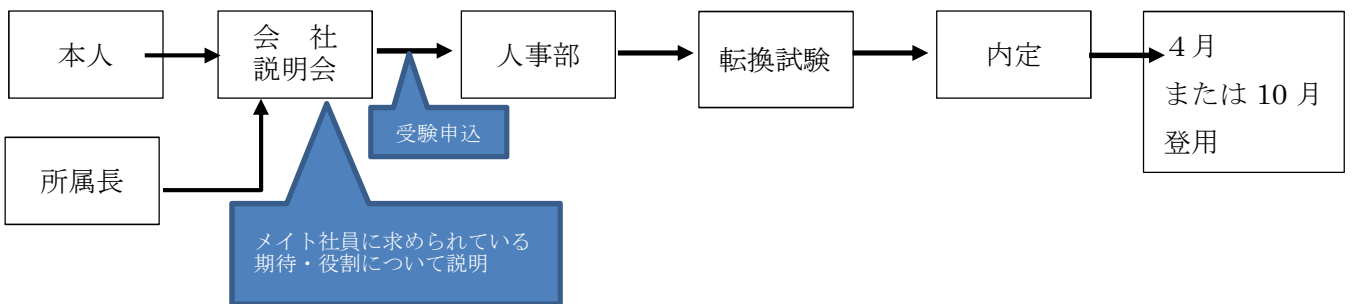 本人
会 社
説明会
人事部
転換試験
内定
4月
または 10 月
登用
受験申込
所属長
メイト社員に求められている
期待・役割について説明